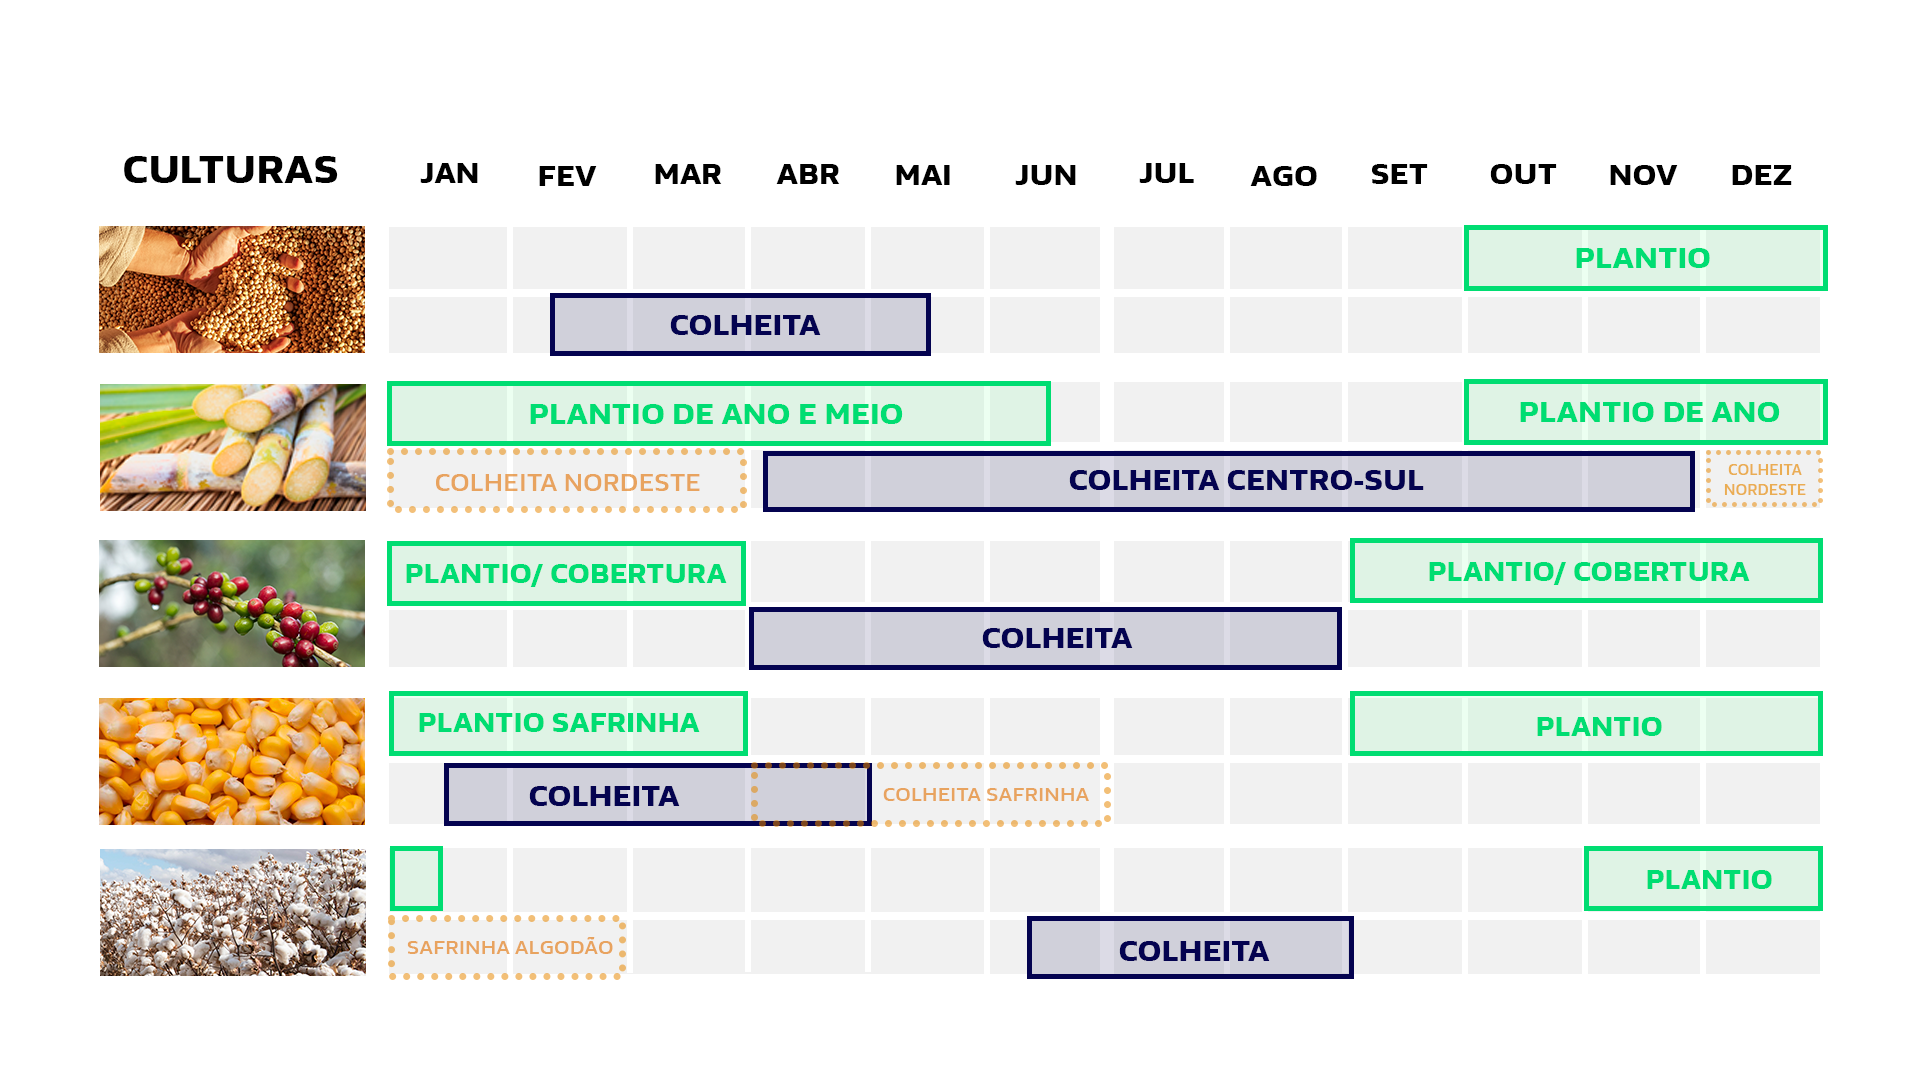 CULTURAS JAN FEV MAR ABR MAI JUN JUL AGO SET OUT NOV DEZ
PLANTIO
COLHEITA
PLANTIO DE ANO E MEIO PLANTIO DE ANO
COLHEITA NORDESTE COLHEITA CENTRO-SUL COLHEITA
NORDESTE
PLANTIO/ COBERTURA PLANTIO/ COBERTURA
COLHEITA
PLANTIO SAFRINHA PLANTIO
COLHEITA COLHEITA SAFRINHA
PLANTIO
SAFRINHA ALGODÃO COLHEITA